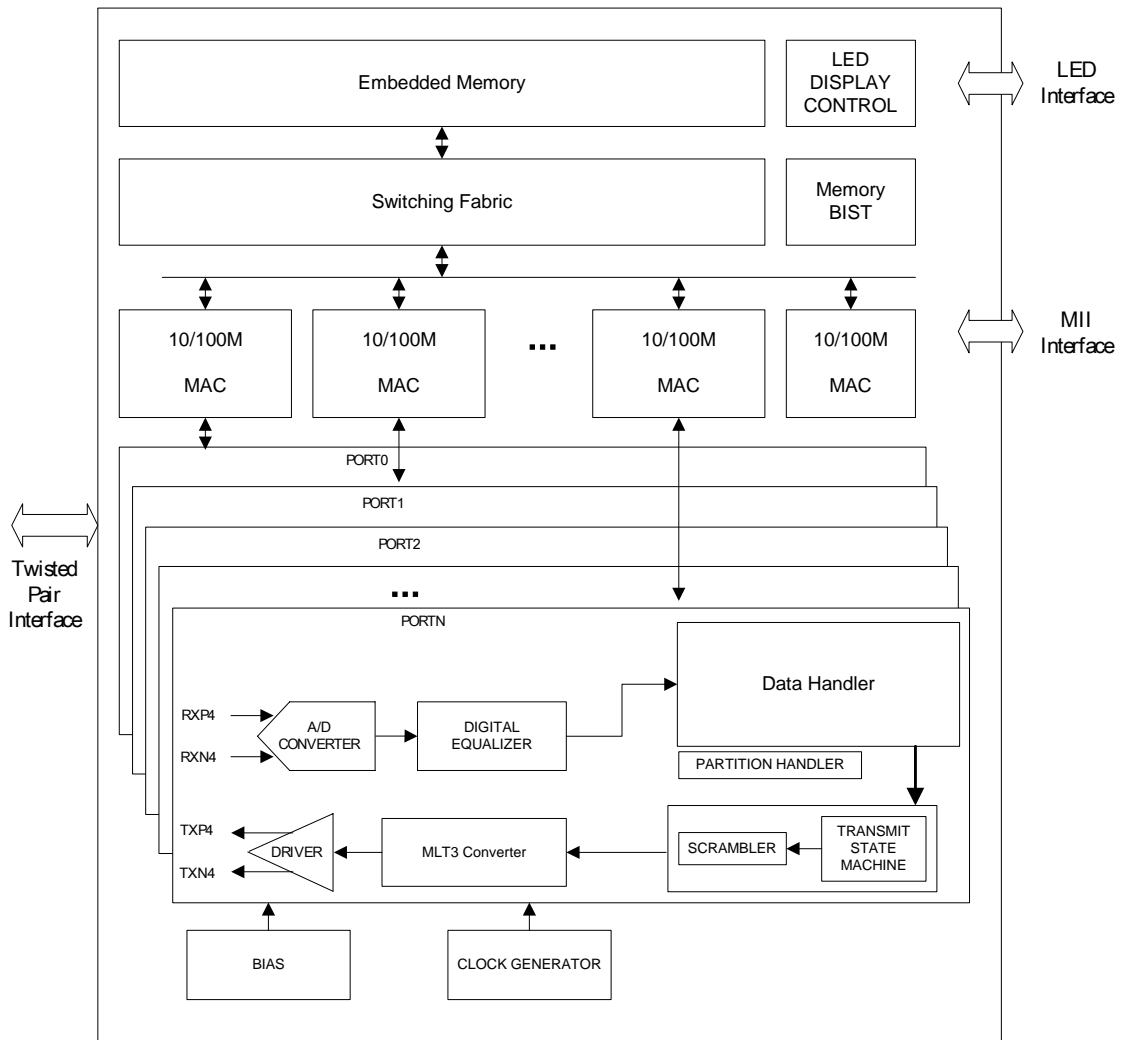 Embedded Memory
LED
DISPLAY
CONTROL
LED
Interface
Switching Fabric
Memory
BIST
10/100M
MAC
10/100M
MAC
...
10/100M
MAC
10/100M
MAC
MII
Interface
PORT0
PORT1
PORT2
...
PORTN
Twisted
Pair
Interface
Data Handler
RXP4
RXN4
A/D
CONVERTER
DIGITAL
EQUALIZER
PARTITION HANDLER
TXP4
TXN4
DRIVER
MLT3 Converter
SCRAMBLER
TRANSMIT
STATE
MACHINE
BIAS
CLOCK GENERATOR